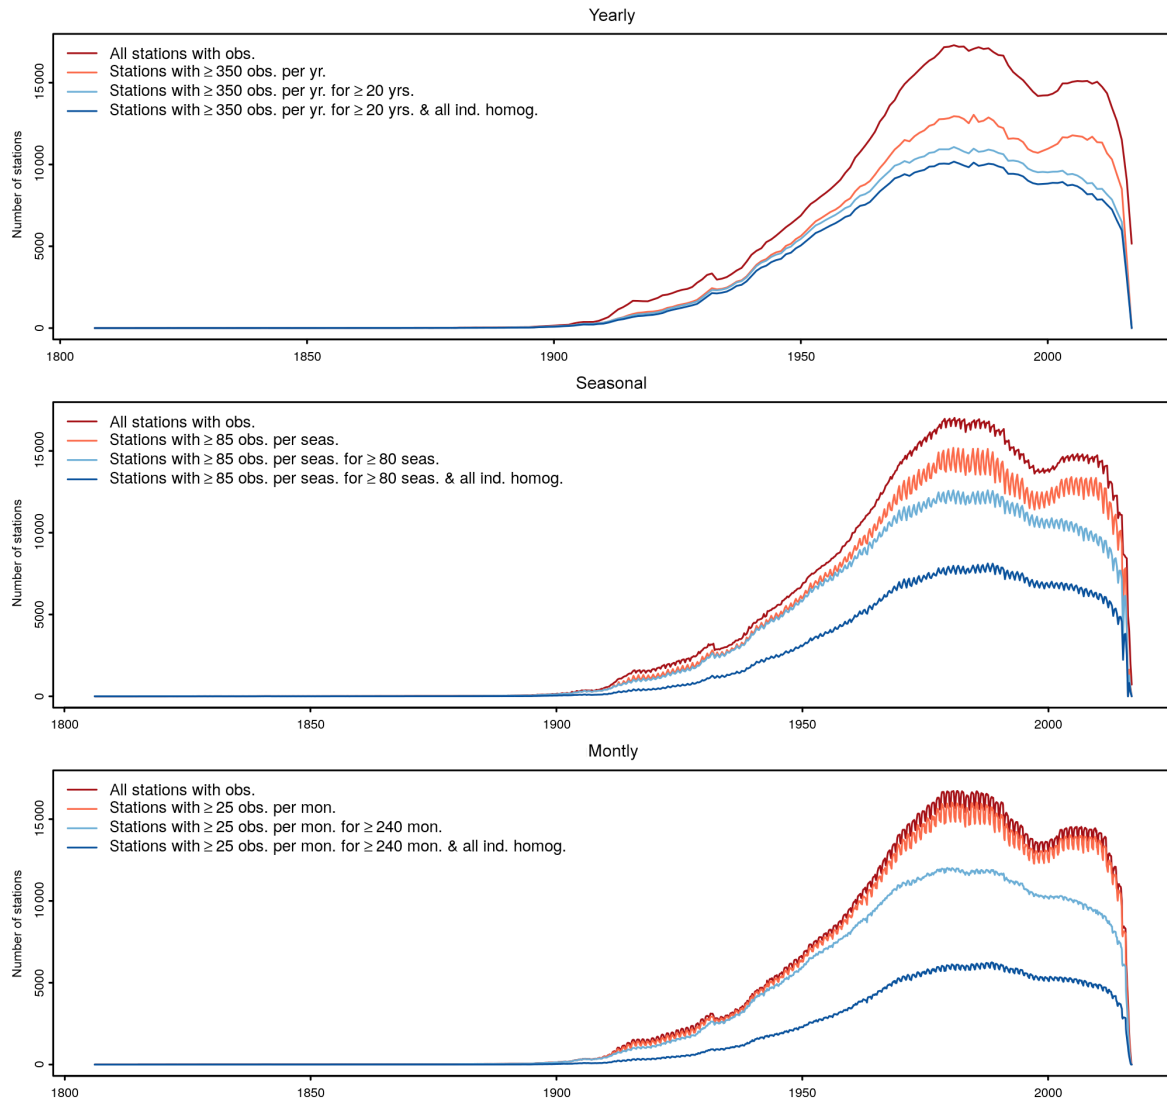 Yearly
All stations with obs.
Stations with ≥ 350 obs. per yr.
Stations with ≥ 350 obs. per yr. for ≥ 20 yrs.
Stations with ≥ 350 obs. per yr. for ≥ 20 yrs. & all ind. homog.
Number of stations
0 5000 10000 15000
1800 1850 1900 1950 2000
Seasonal
All stations with obs.
Stations with ≥ 85 obs. per seas.
Stations with ≥ 85 obs. per seas. for ≥ 80 seas.
Stations with ≥ 85 obs. per seas. for ≥ 80 seas. & all ind. homog.
Number of stations
0 5000 10000 15000
1800 1850 1900 1950 2000
Montly
All stations with obs.
Stations with ≥ 25 obs. per mon.
Stations with ≥ 25 obs. per mon. for ≥ 240 mon.
Stations with ≥ 25 obs. per mon. for ≥ 240 mon. & all ind. homog.
Number of stations
0 5000 10000 15000
1800 1850 1900 1950 2000